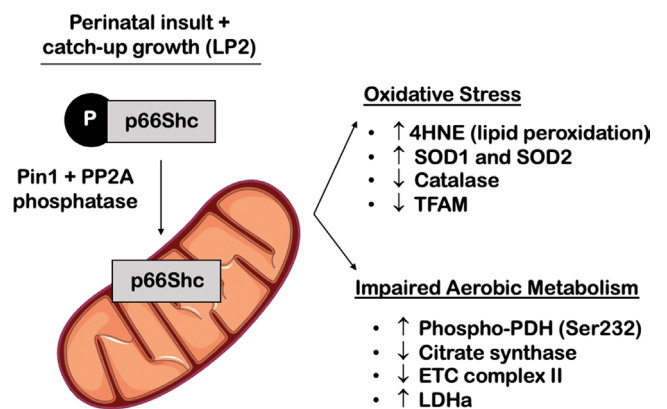 Perinatal insult +
catch-up growth (LP2)
P
p66Shc
Pin1 + PP2A
phosphatase
p66Shc
Oxidative Stress
• ↑ 4HNE (lipid peroxidation)
• ↑ SOD1 and SOD2
• ↓ Catalase
• ↓ TFAM
Impaired Aerobic Metabolism
• ↑ Phospho-PDH (Ser232)
• ↓ Citrate synthase
• ↓ ETC complex II
• ↑ LDHa